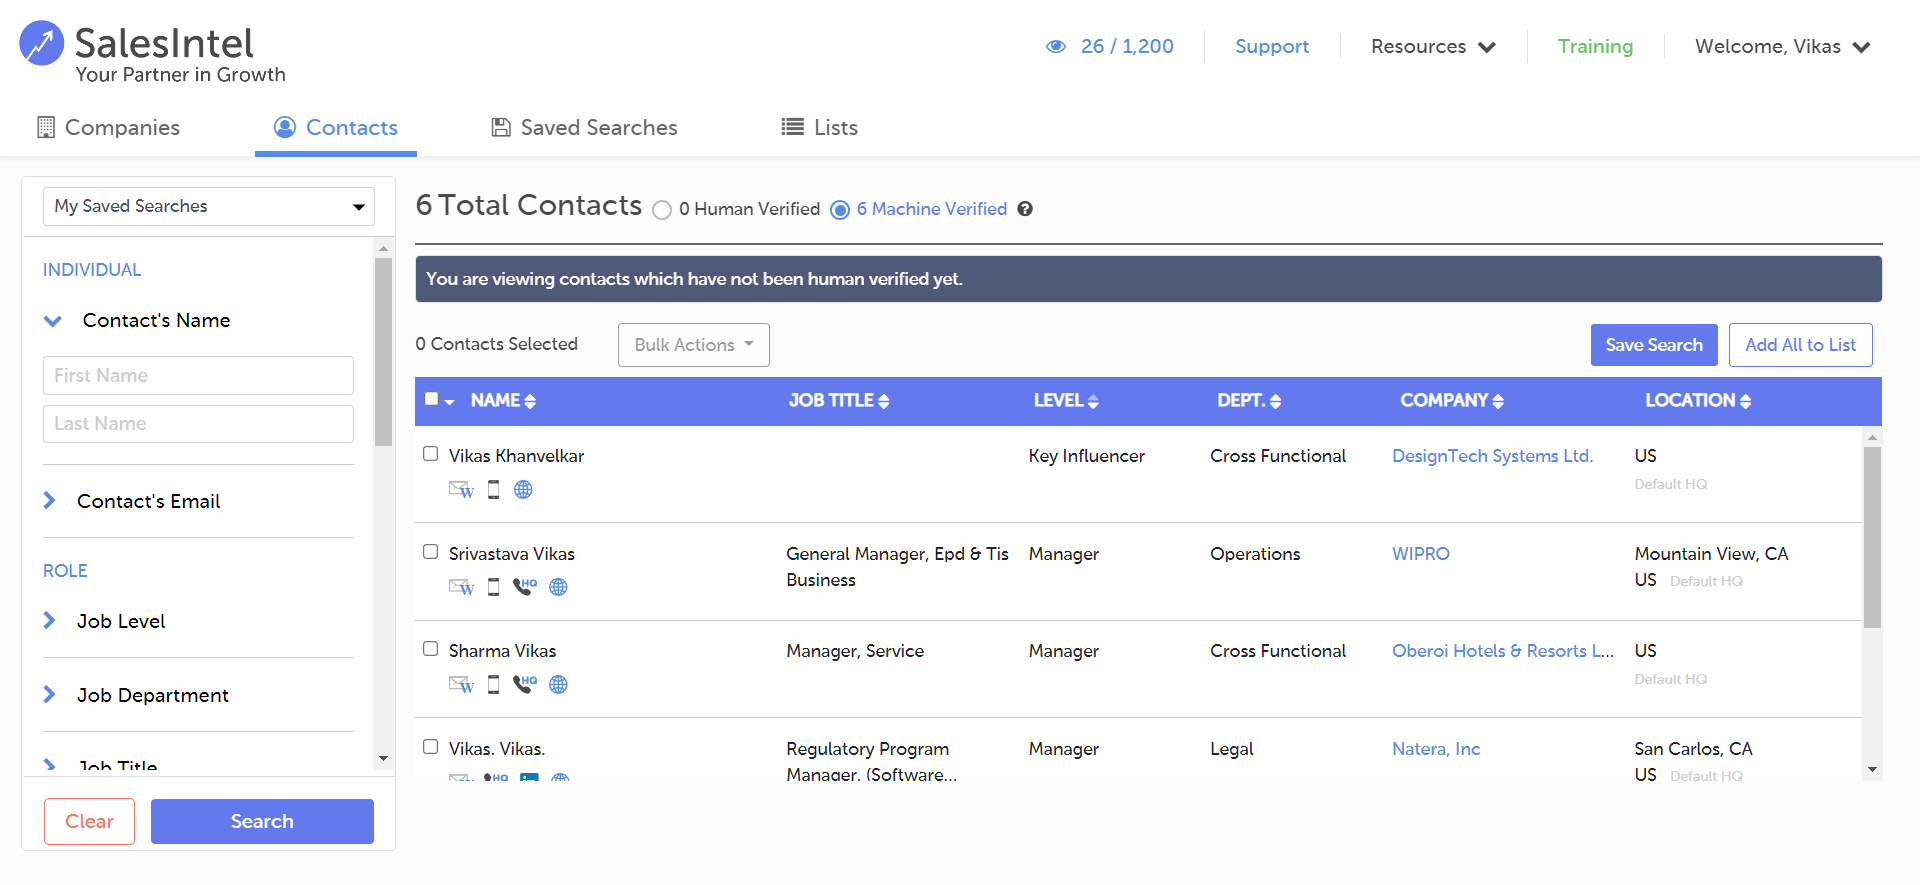 SalesIntel
Your Partner in Growth
26 / 1,200
Support
Resources
Training
Welcome, Vikas
Companies
Contacts
Saved Searches
Lists
My Saved Searches
INDIVIDUAL
Contact's Name
First Name
Last Name
Contact's Email
ROLE
Job Level
Job Department
Job Title
Clear
Search
6 Total Contacts
0 Human Verified
6 Machine Verified
?
You are viewing contacts which have not been human verified yet.
0 Contacts Selected
Bulk Actions
Save Search
Add All to List
NAME JOB TITLE LEVEL DEPT. COMPANY LOCATION
Vikas Khanvelkar Key Influencer Cross Functional DesignTech Systems Ltd. US
W Default HQ
Srivastava Vikas General Manager, Epd & Tis Manager Operations WIPRO Mountain View, CA
Business US Default HQ
W HQ
Sharma Vikas Manager, Service Manager Cross Functional Oberoi Hotels & Resorts L... US
W HQ Default HQ
Vikas. Vikas. Regulatory Program Manager Legal Natera, Inc San Carlos, CA
HQ in Manager, (Software... US Default HQ